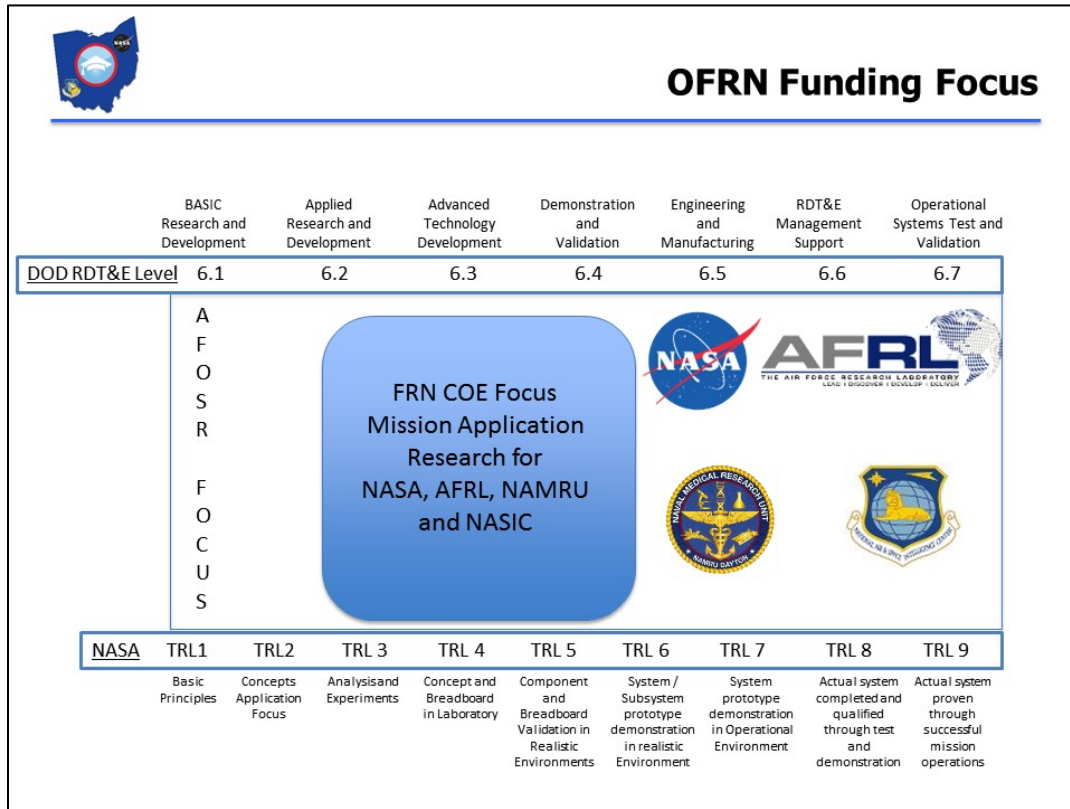 NASA
OFRN Funding Focus
BASIC
Research and
Development
Applied
Research and
Development
Advanced
Technology
Development
Demonstration
and
Validation
Engineering
and
Manufacturing
RDT&E
Management
Support
Operational
Systems Test and
Validation
DOD RDT&E Level 6.1 6.2 6.3 6.4 6.5 6.6 6.7
A
F
O
S
R
F
O
C
U
S
FRN COE Focus
Mission Application
Research for
NASA, AFRL, NAMRU
and NASIC
NASA
AFRL
THE AIR FORCE RESEARCH LABORATORY
LEAD | DISCOVER | DEVELOP | DELIVER
NAVAL MEDICAL RESEARCH UNIT
NAMRU DAYTON
NATIONAL AIR & SPACE INTELLIGENCE CENTER
NASA TRL1 TRL2 TRL 3 TRL 4 TRL 5 TRL 6 TRL 7 TRL 8 TRL 9
Basic
Principles
Concepts
Application
Focus
Analysisand
Experiments
Concept and
Breadboard
in Laboratory
Component
and
Breadboard
Validation in
Realistic
Environments
System /
Subsystem
prototype
demonstration
in realistic
Environment
System
prototype
demonstration
in Operational
Environment
Actual system
completed and
qualified
through test
and
demonstration
Actual system
proven
through
successful
mission
operations